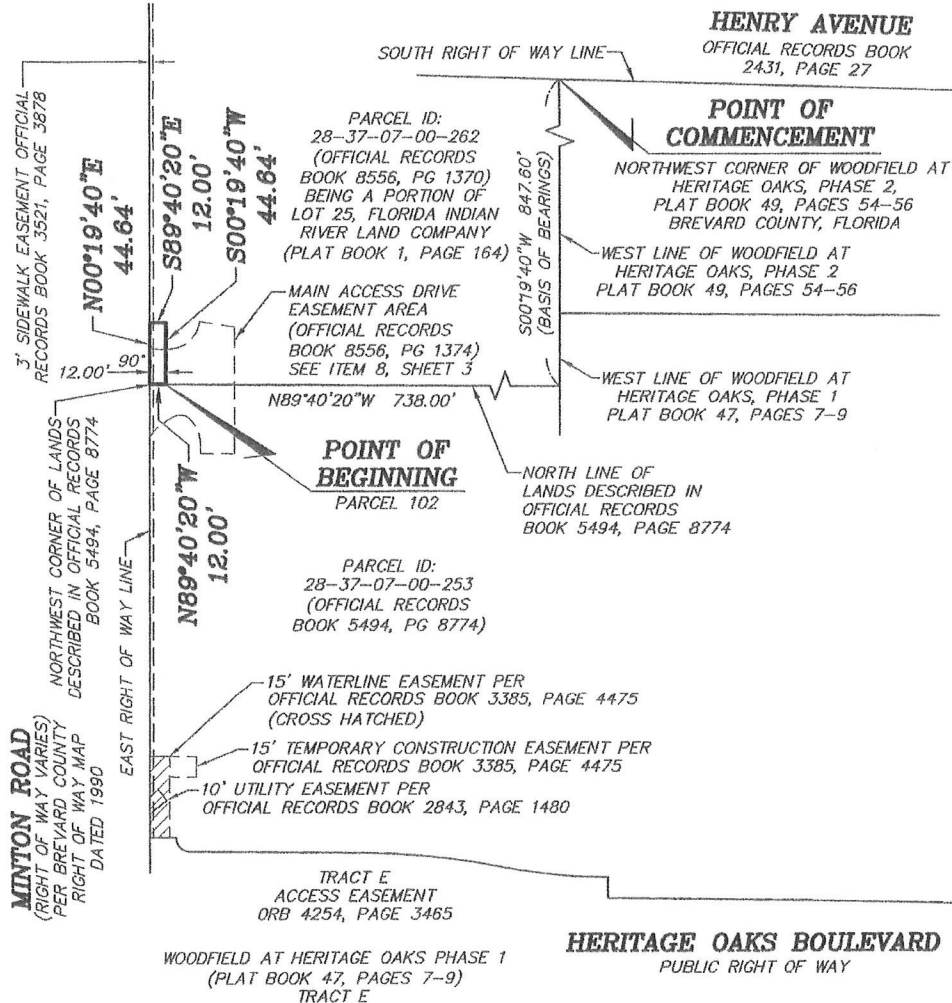 HENRY AVENUE
OFFICIAL RECORDS BOOK
2431, PAGE 27
SOUTH RIGHT OF WAY LINE
POINT OF
COMMENCEMENT
NORTHWEST CORNER OF WOODFIELD AT
HERITAGE OAKS, PHASE 2,
PLAT BOOK 49, PAGES 54-56
BREVARD COUNTY, FLORIDA
WEST LINE OF WOODFIELD AT
HERITAGE OAKS, PHASE 2
PLAT BOOK 49, PAGES 54-56
WEST LINE OF WOODFIELD AT
HERITAGE OAKS, PHASE 1
PLAT BOOK 47, PAGES 7-9
S00°19'40"W 847.60'
(BASIS OF BEARINGS)
PARCEL ID:
28-37-07-00-262
(OFFICIAL RECORDS
BOOK 8556, PG 1370)
BEING A PORTION OF
LOT 25, FLORIDA INDIAN
RIVER LAND COMPANY
(PLAT BOOK 1, PAGE 164)
3' SIDEWALK EASEMENT OFFICIAL
RECORDS BOOK 3521, PAGE 3878
N00°19'40"E
44.64'
S89°40'20"E
12.00'
S00°19'40"W
44.64'
MAIN ACCESS DRIVE
EASEMENT AREA
(OFFICIAL RECORDS
BOOK 8556, PG 1374)
SEE ITEM 8, SHEET 3
12.00'
90°
N89°40'20"W 738.00'
POINT OF
BEGINNING
PARCEL 102
N89°40'20"W
12.00'
NORTH LINE OF
LANDS DESCRIBED IN
OFFICIAL RECORDS
BOOK 5494, PAGE 8774
NORTHWEST CORNER OF LANDS
DESCRIBED IN OFFICIAL RECORDS
BOOK 5494, PAGE 8774
EAST RIGHT OF WAY LINE
PARCEL ID:
28-37-07-00-253
(OFFICIAL RECORDS
BOOK 5494, PG 8774)
15' WATERLINE EASEMENT PER
OFFICIAL RECORDS BOOK 3385, PAGE 4475
(CROSS HATCHED)
15' TEMPORARY CONSTRUCTION EASEMENT PER
OFFICIAL RECORDS BOOK 3385, PAGE 4475
10' UTILITY EASEMENT PER
OFFICIAL RECORDS BOOK 2843, PAGE 1480
MINTON ROAD
(RIGHT OF WAY VARIES)
PER BREVARD COUNTY
RIGHT OF WAY MAP
DATED 1990
TRACT E
ACCESS EASEMENT
ORB 4254, PAGE 3465
WOODFIELD AT HERITAGE OAKS PHASE 1
(PLAT BOOK 47, PAGES 7-9)
TRACT E
HERITAGE OAKS BOULEVARD
PUBLIC RIGHT OF WAY